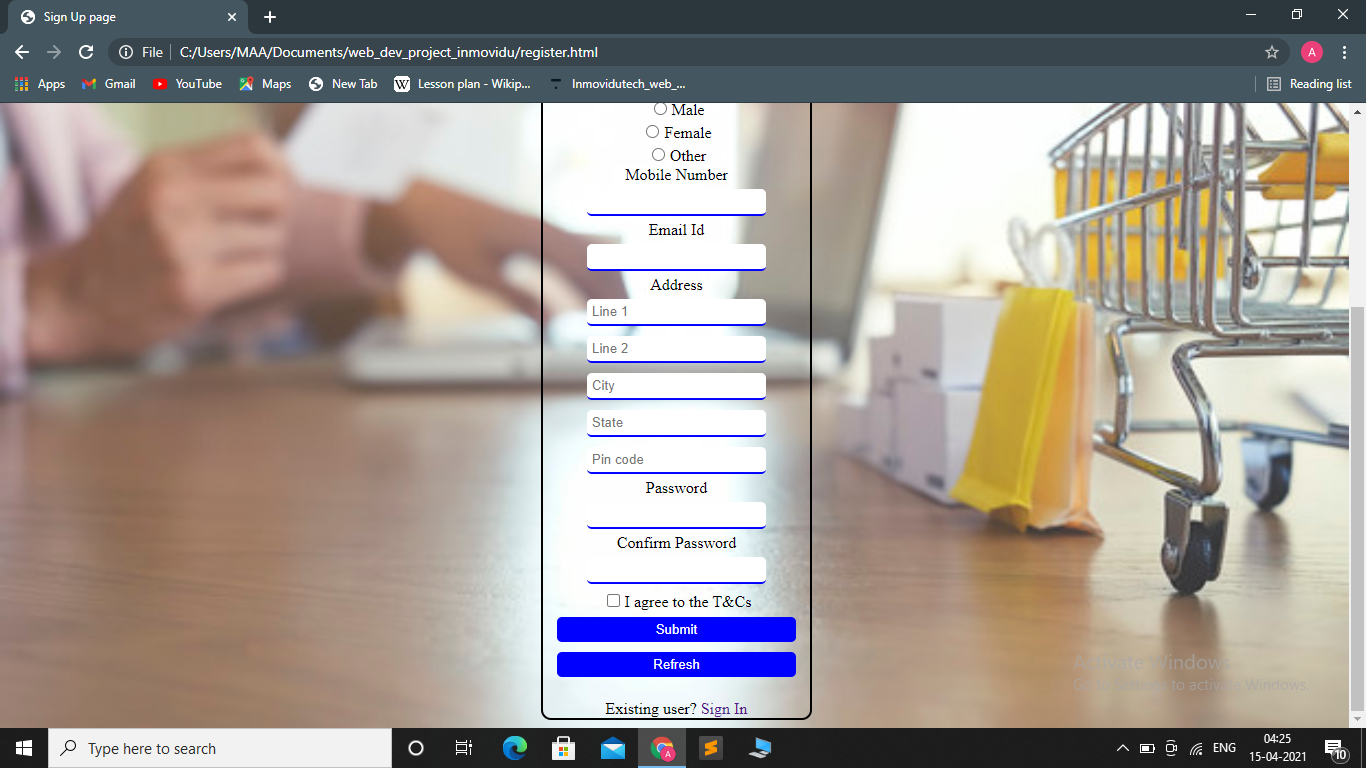 Sign Up page
File
C:/Users/MAA/Documents/web_dev_project_inmovidu/register.html
A
Apps
Gmail
YouTube
Maps
New Tab
W
Lesson plan - Wikip...
Inmovidutech_web_...
Reading list
Male
Female
Other
Mobile Number
Email Id
Address
Line 1
Line 2
City
State
Pin code
Password
Confirm Password
I agree to the T&Cs
Submit
Refresh
Existing user? Sign In
Activate Windows
Go to Settings to activate Windows.
Type here to search
A
ENG
04:25
15-04-2021
10